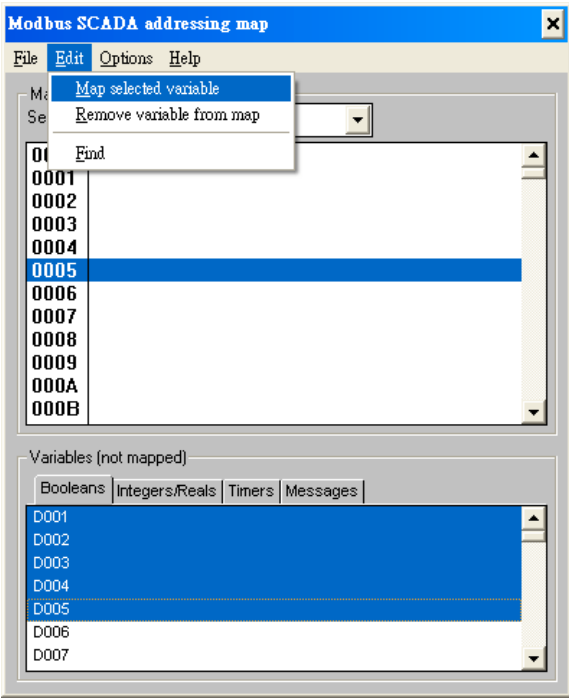 Modbus SCADA addressing map
File Edit Options Help
Map selected variable
Remove variable from map
Find
Ma
Se
0001
0002
0003
0004
0005
0006
0007
0008
0009
000A
000B
Variables (not mapped)
Booleans Integers/Reals Timers Messages
D001
D002
D003
D004
D005
D006
D007